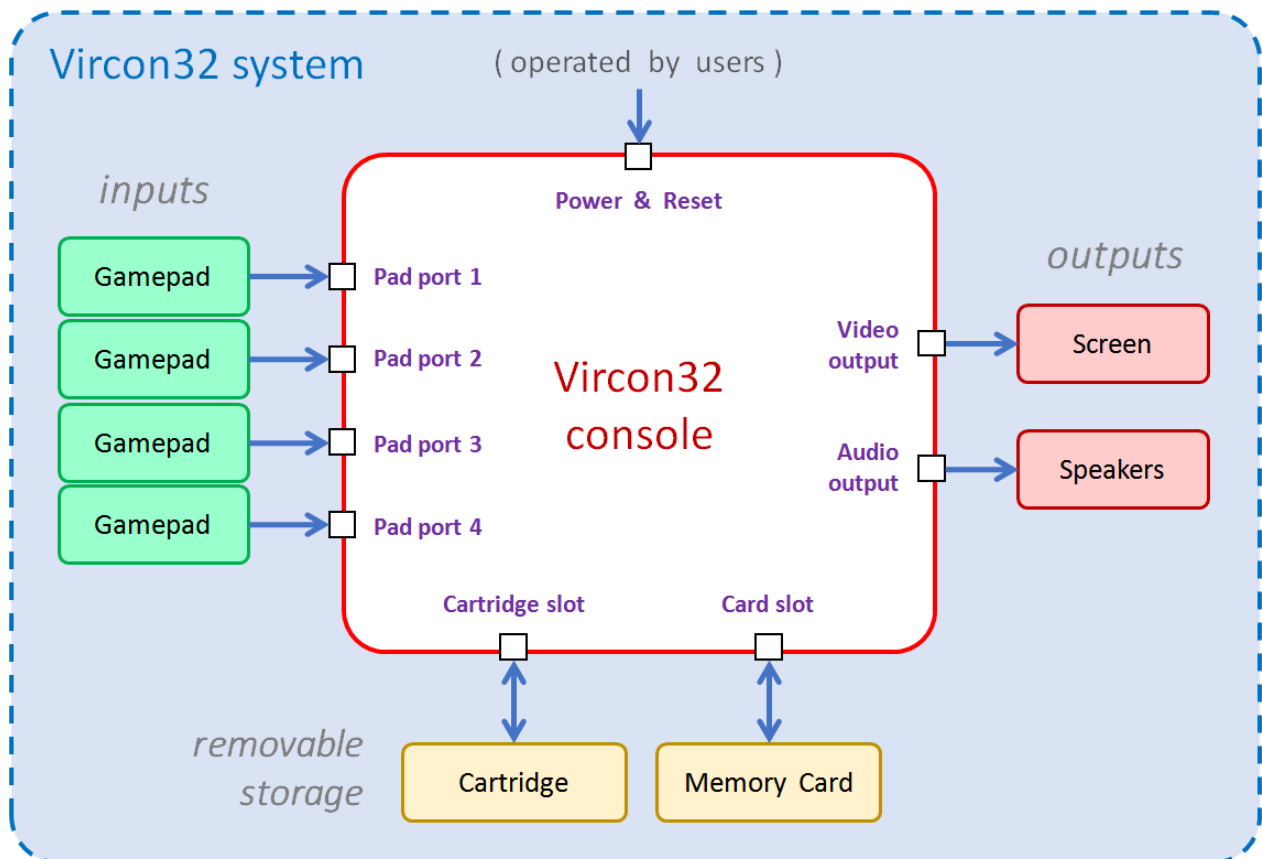 Vircon32 system
( operated by users )
inputs
Power & Reset
Gamepad
Pad port 1
Gamepad
Pad port 2
Gamepad
Pad port 3
Gamepad
Pad port 4
Vircon32
console
outputs
Video
output
Screen
Audio
output
Speakers
Cartridge slot
Card slot
removable
storage
Cartridge
Memory Card